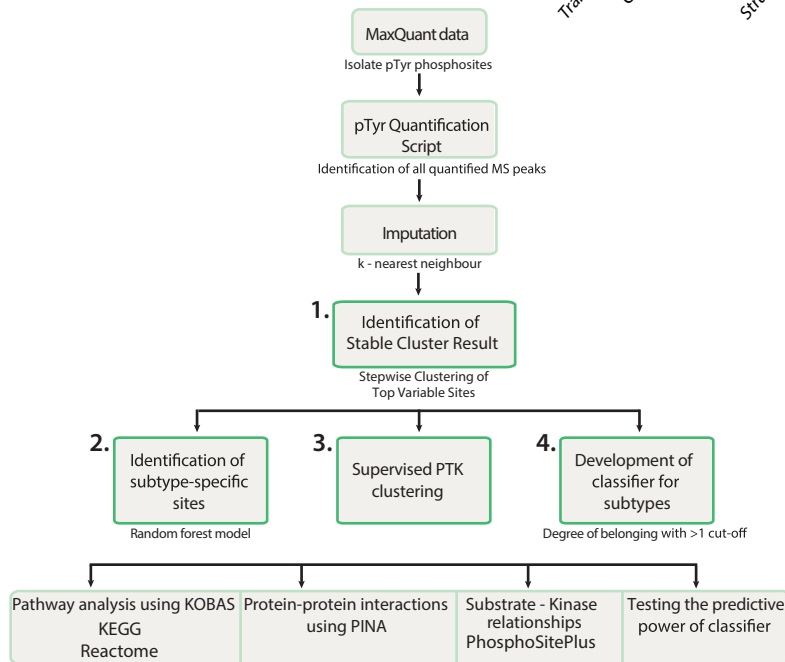 MaxQuant data
Isolate pTyr phosphosites
pTyr Quantification
Script
Identification of all quantified MS peaks
Imputation
k - nearest neighbour
1.
Identification of
Stable Cluster Result
Stepwise Clustering of
Top Variable Sites
2.
Identification of
subtype-specific
sites
Random forest model
3.
Supervised PTK
clustering
4.
Development of
classifier for
subtypes
Degree of belonging with >1 cut-off
Pathway analysis using KOBAS
KEGG
Reactome
Protein-protein interactions
using PINA
Substrate - Kinase
relationships
PhosphoSitePlus
Testing the predictive
power of classifier